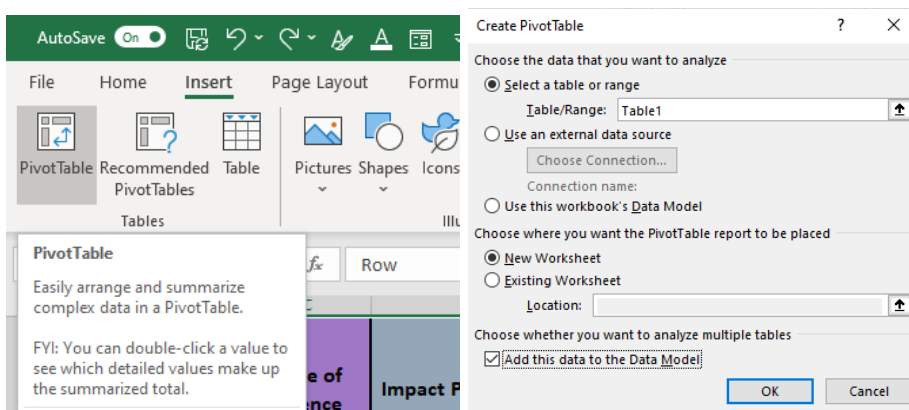 AutoSave On
File Home Insert Page Layout Formu
PivotTable Recommended PivotTables Table Pictures Shapes Icons
Tables Illu
PivotTable
Easily arrange and summarize
complex data in a PivotTable.
FYI: You can double-click a value to
see which detailed values make up
the summarized total.
fx Row
C
e of
ence
Impact P
Create PivotTable ? X
Choose the data that you want to analyze
Select a table or range
Table/Range: Table1
Use an external data source
Choose Connection...
Connection name:
Use this workbook's Data Model
Choose where you want the PivotTable report to be placed
New Worksheet
Existing Worksheet
Location:
Choose whether you want to analyze multiple tables
Add this data to the Data Model
OK Cancel